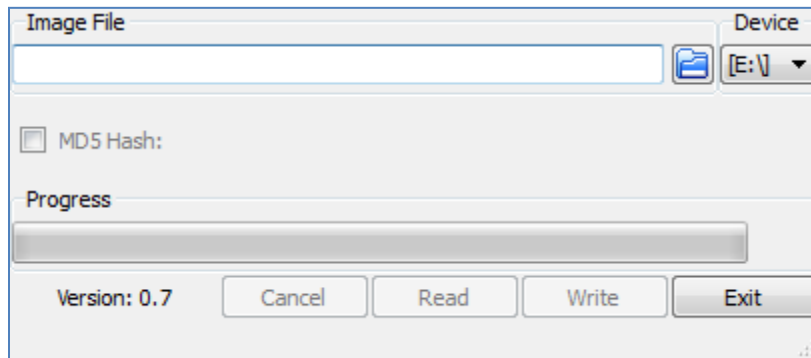 Image File
Device
[E:\]
MD5 Hash:
Progress
Version: 0.7
Cancel
Read
Write
Exit